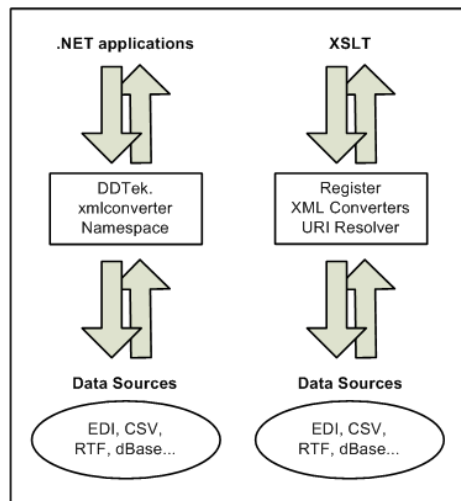 .NET applications
DDTek.
xmlconverter
Namespace
Data Sources
EDI, CSV,
RTF, dBase...
XSLT
Register
XML Converters
URI Resolver
Data Sources
EDI, CSV,
RTF, dBase...